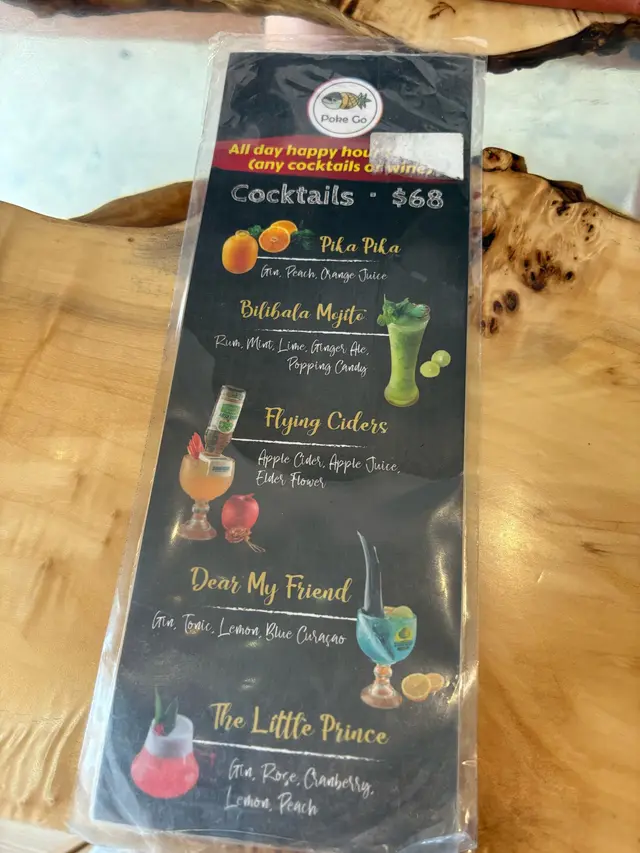 Poke Go
All day happy hou
(any cocktails or wine)
Cocktails · $68
Pika Pika
Gin, Peach, Orange Juice
Bilibala Mojito
Rum, Mint, Lime, Ginger Ale,
Popping Candy
Flying Ciders
Apple Cider, Apple Juice,
Elder Flower
Dear My Friend
Gin, Tonic, Lemon, Blue Curaçao
The Little Prince
Gin, Rose, Cranberry,
Lemon, Peach